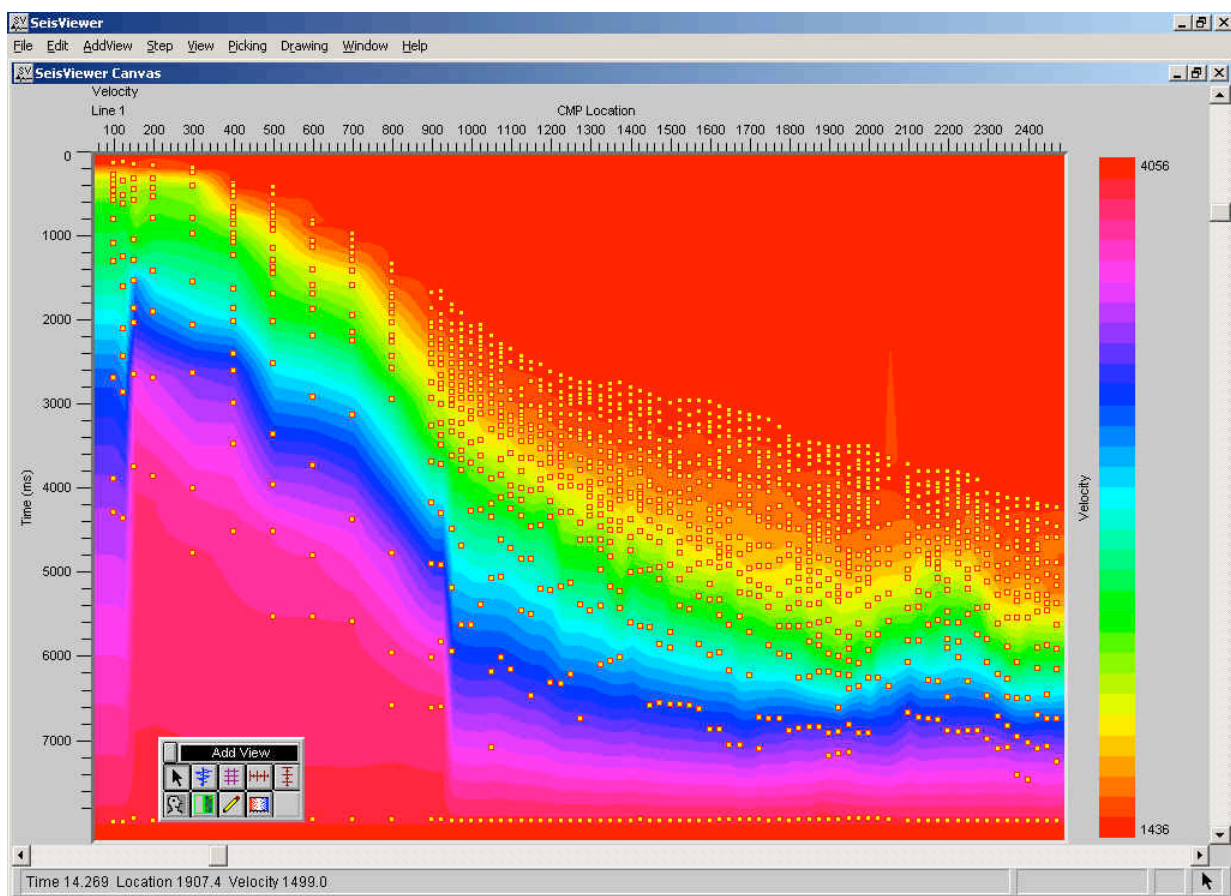 SeisViewer
File Edit AddView Step View Picking Drawing Window Help
SeisViewer Canvas
Velocity
Line 1
CMP Location
100 200 300 400 500 600 700 800 900 1000 1100 1200 1300 1400 1500 1600 1700 1800 1900 2000 2100 2200 2300 2400
0
1000
2000
3000
4000
5000
6000
7000
Time (ms)
4056
Velocity
1436
Add View
Time 14.269 Location 1907.4 Velocity 1499.0